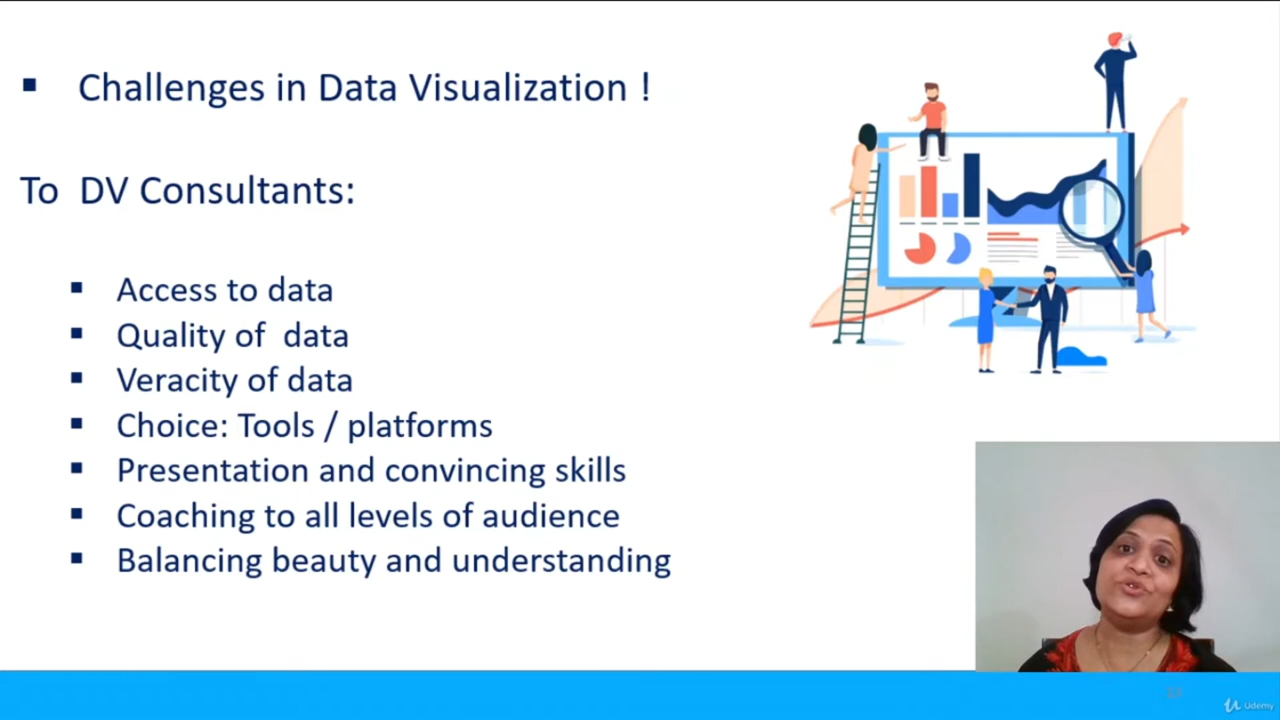 Challenges in Data Visualization !
To DV Consultants:
Access to data
Quality of data
Veracity of data
Choice: Tools / platforms
Presentation and convincing skills
Coaching to all levels of audience
Balancing beauty and understanding
Udemy